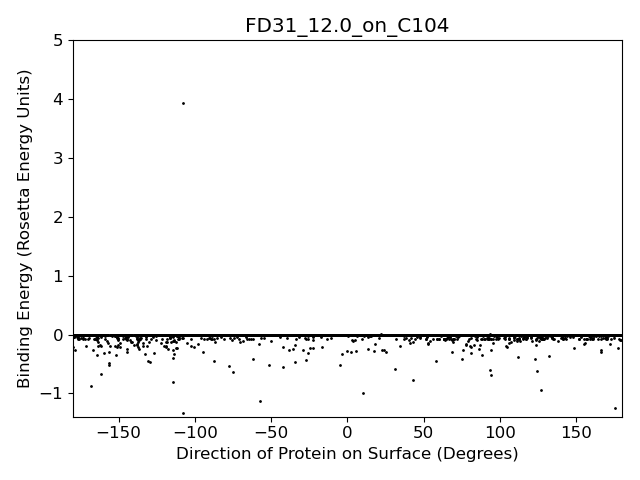 FD31_12.0_on_C104
Binding Energy (Rosetta Energy Units)
5
4
3
2
1
0
−1
−150 −100 −50 0 50 100 150
Direction of Protein on Surface (Degrees)